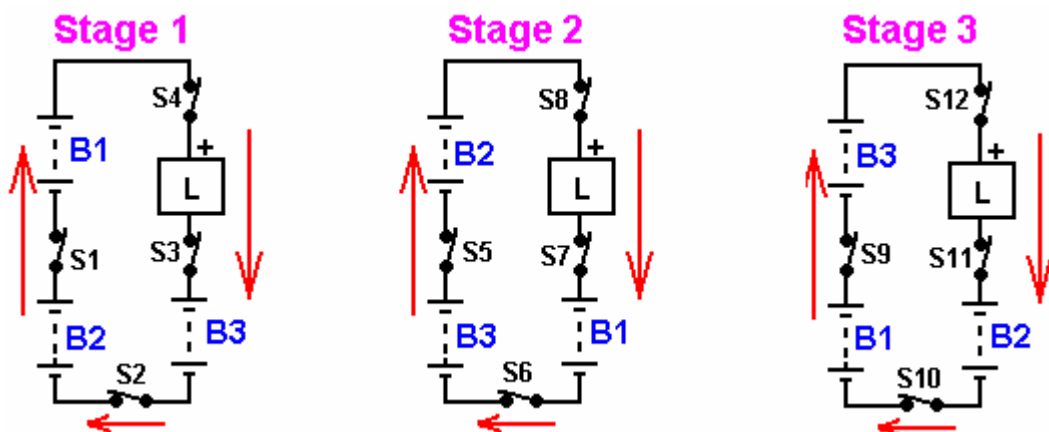 Stage 1
S4
B1
+
L
S1
S3
B2
B3
S2
Stage 2
S8
B2
+
L
S5
S7
B3
B1
S6
Stage 3
S12
B3
+
L
S9
S11
B1
B2
S10